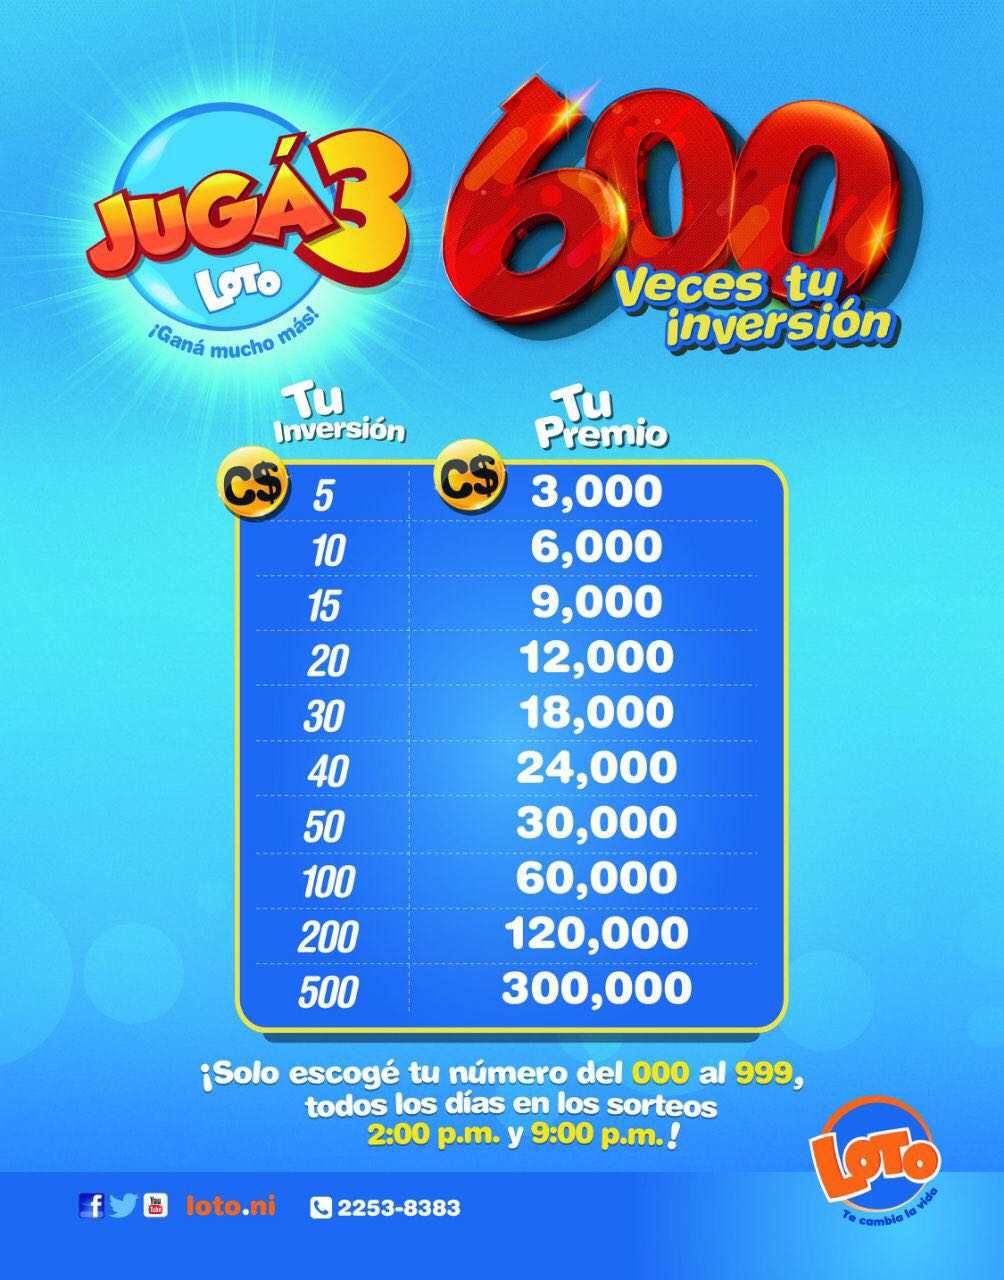 JUGÁ3
LOTO
¡Ganá mucho más!
600
Veces tu
inversión
Tu
Inversión
Tu
Premio
C$ 5 C$ 3,000
10 6,000
15 9,000
20 12,000
30 18,000
40 24,000
50 30,000
100 60,000
200 120,000
500 300,000
¡Solo escogé tu número del 000 al 999,
todos los días en los sorteos
2:00 p.m. y 9:00 p.m.!
LOTO
Te cambia la vida
f You Tube loto.ni 2253-8383